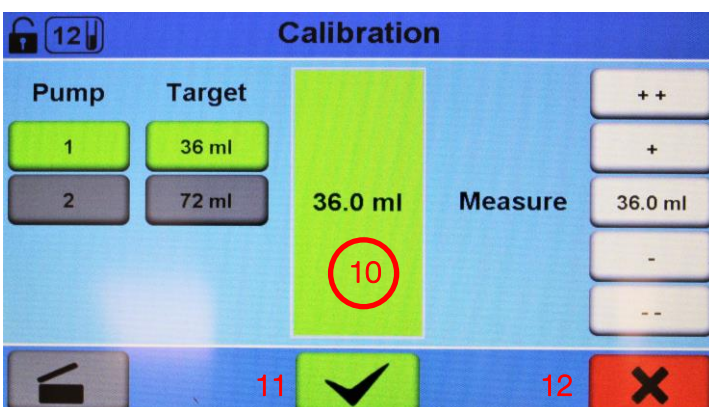 12
Calibration
Pump Target
1 36 ml
2 72 ml
36.0 ml
10
Measure
+ +
+
36.0 ml
-
- -
11
12